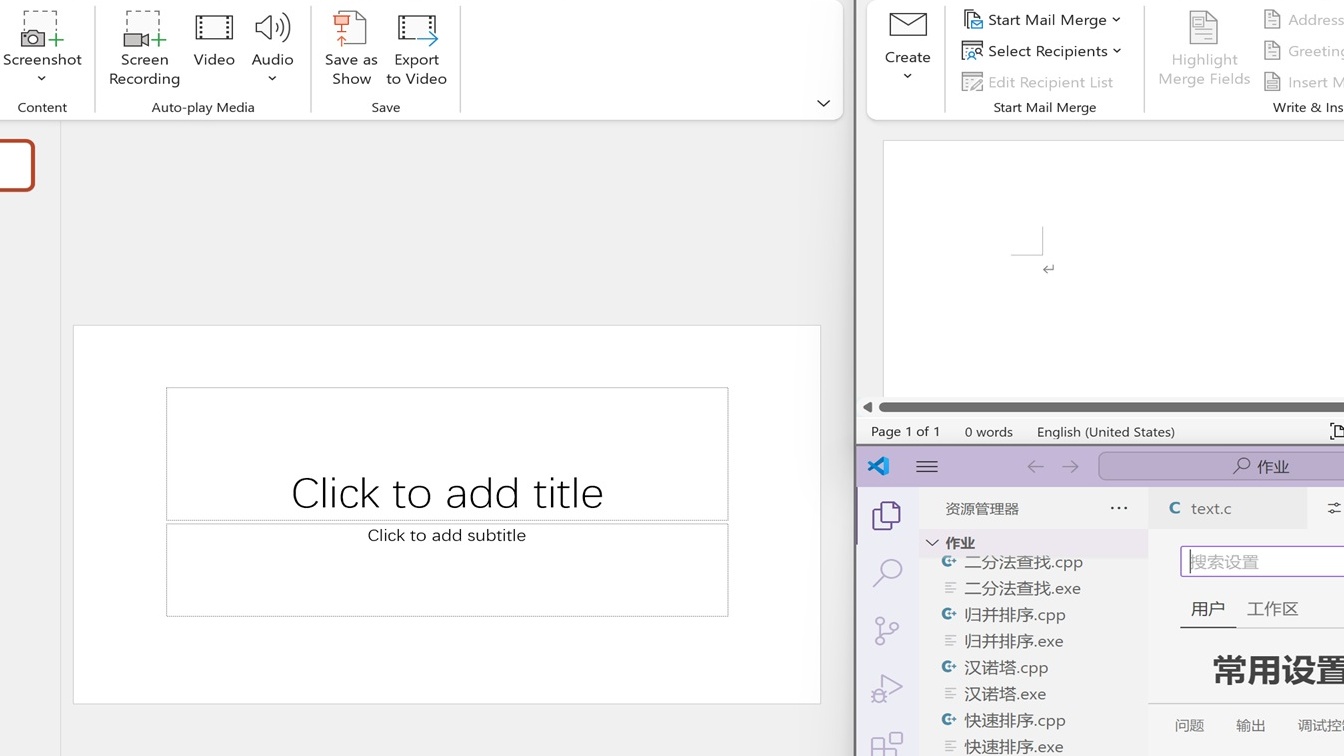 Screenshot
Content
Screen
Recording
Video
Audio
Auto-play Media
Save as
Show
Export
to Video
Save
Click to add title
Click to add subtitle
Create
Start Mail Merge
Select Recipients
Edit Recipient List
Start Mail Merge
Highlight
Merge Fields
Address
Greeting
Insert M
Write & Ins
Page 1 of 1
0 words
English (United States)
作业
资源管理器
···
作业
二分法查找.cpp
二分法查找.exe
归并排序.cpp
归并排序.exe
汉诺塔.cpp
汉诺塔.exe
快速排序.cpp
快速排序.exe
C text.c
搜索设置
用户
工作区
常用设置
问题
输出
调试控